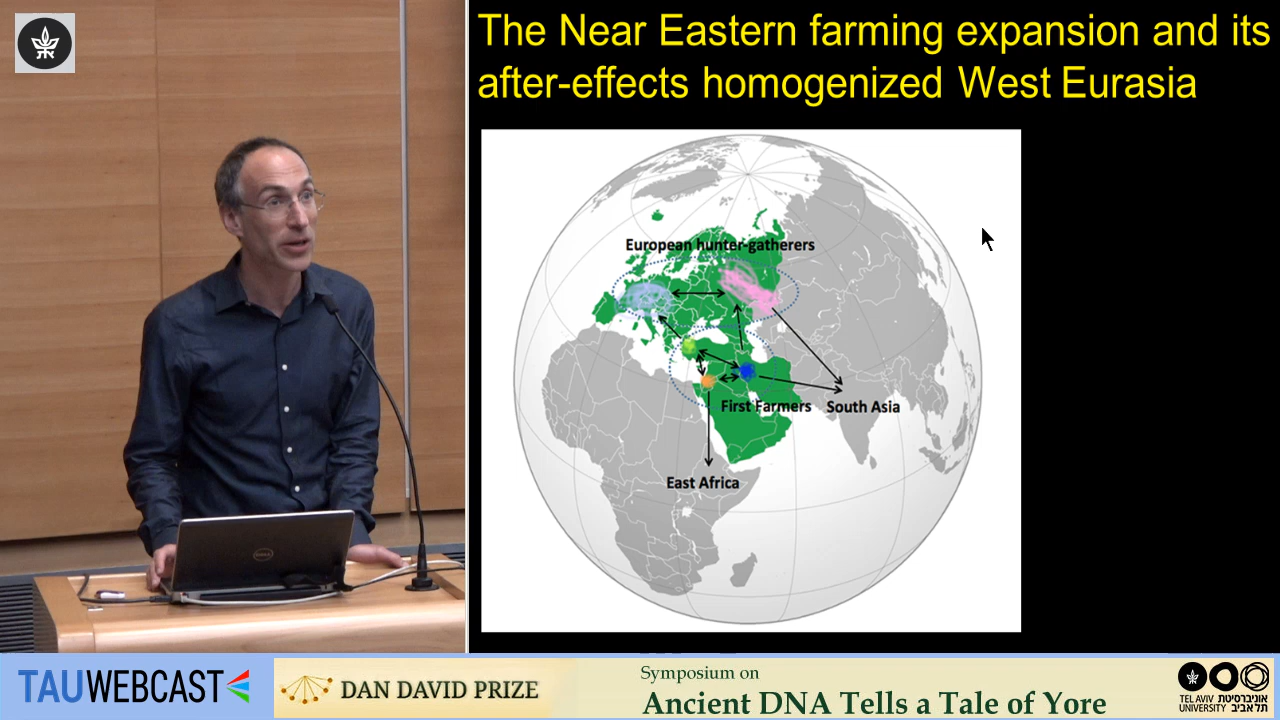 The Near Eastern farming expansion and its
after-effects homogenized West Eurasia
European hunter-gatherers
First Farmers
South Asia
East Africa
DELL
TAUWEBCAST
DAN DAVID PRIZE
Symposium on
Ancient DNA Tells a Tale of Yore
TEL AVIV אוניברסיטת
UNIVERSITY תל אביב